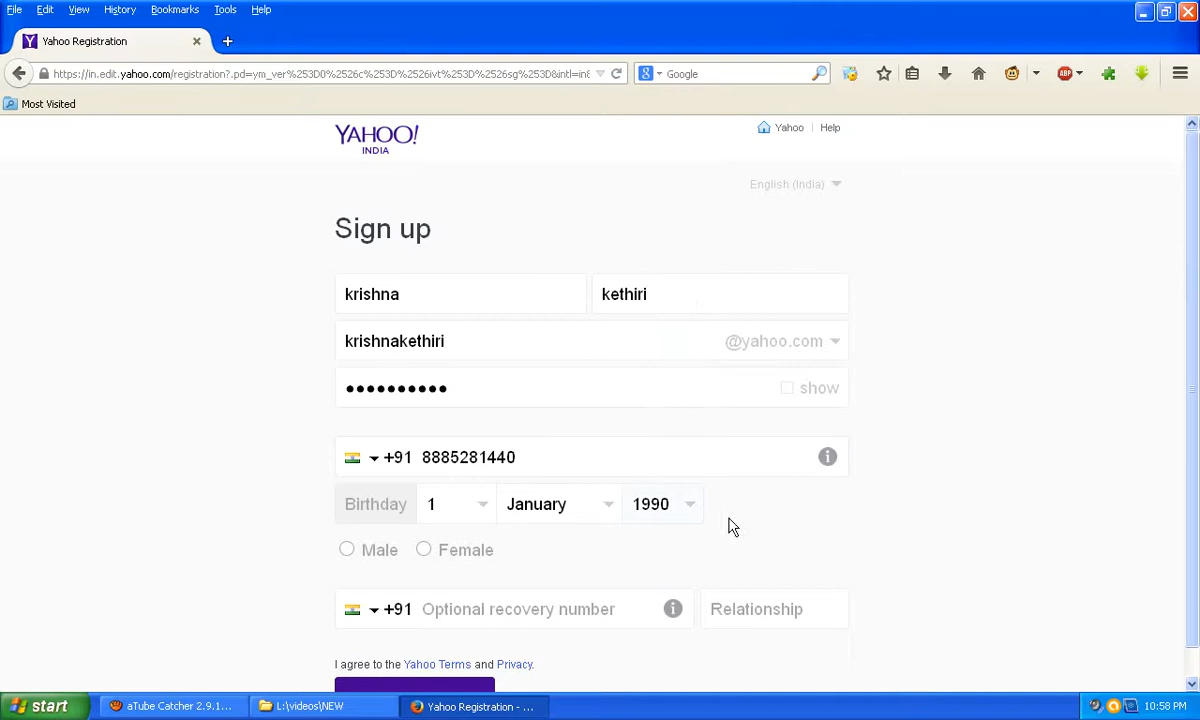 File Edit View History Bookmarks Tools Help
Yahoo Registration
https://in.edit.yahoo.com/registration?.pd=ym_ver%253D0%2526c%253D%2526ivt%253D%2526sg%253D&intl=in&
Google
ABP
Most Visited
YAHOO!
INDIA
Yahoo | Help
English (India)
Sign up
krishna kethiri
krishnakethiri @yahoo.com
show
+91 8885281440
Birthday 1 January 1990
Male Female
+91 Optional recovery number Relationship
I agree to the Yahoo Terms and Privacy.
start aTube Catcher 2.9.1... L:\videos\NEW Yahoo Registration - ... 10:58 PM